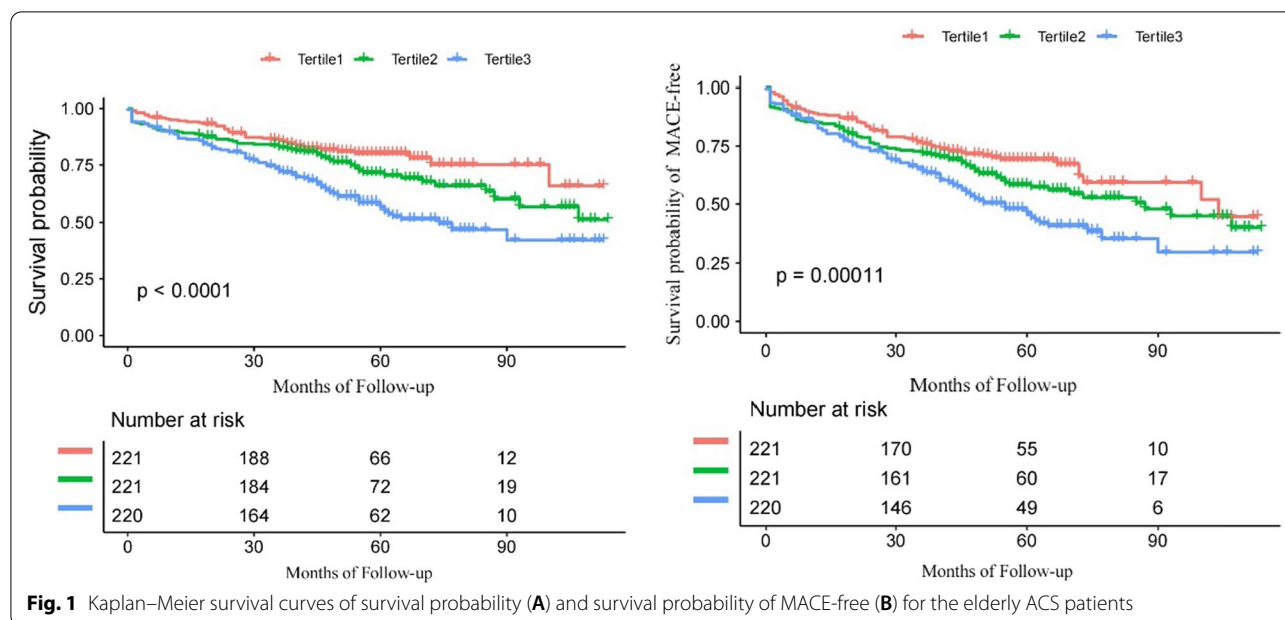 Tertile1 Tertile2 Tertile3
Survival probability
1.00
0.75
0.50
0.25
0.00
p < 0.0001
0 30 60 90
Months of Follow-up
Number at risk
221 188 66 12
221 184 72 19
220 164 62 10
0 30 60 90
Months of Follow-up
Tertile1 Tertile2 Tertile3
Survival probability of MACE-free
1.00
0.75
0.50
0.25
0.00
p = 0.00011
0 30 60 90
Months of Follow-up
Number at risk
221 170 55 10
221 161 60 17
220 146 49 6
0 30 60 90
Months of Follow-up
Fig. 1 Kaplan–Meier survival curves of survival probability (A) and survival probability of MACE-free (B) for the elderly ACS patients